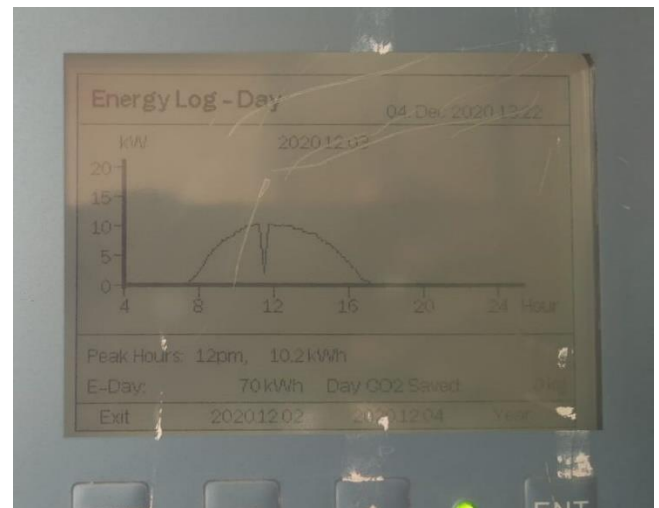 Energy Log - Day 04. Dec 2020 13:22
kW 2020.12.03
20
15
10
5
0
4 8 12 16 20 24 Hour
Peak Hours: 12pm, 10.2kWh
E-Day: 70kWh Day CO2 Saved: kg
Exit 2020.12.02 2020.12.04 Year
ENT